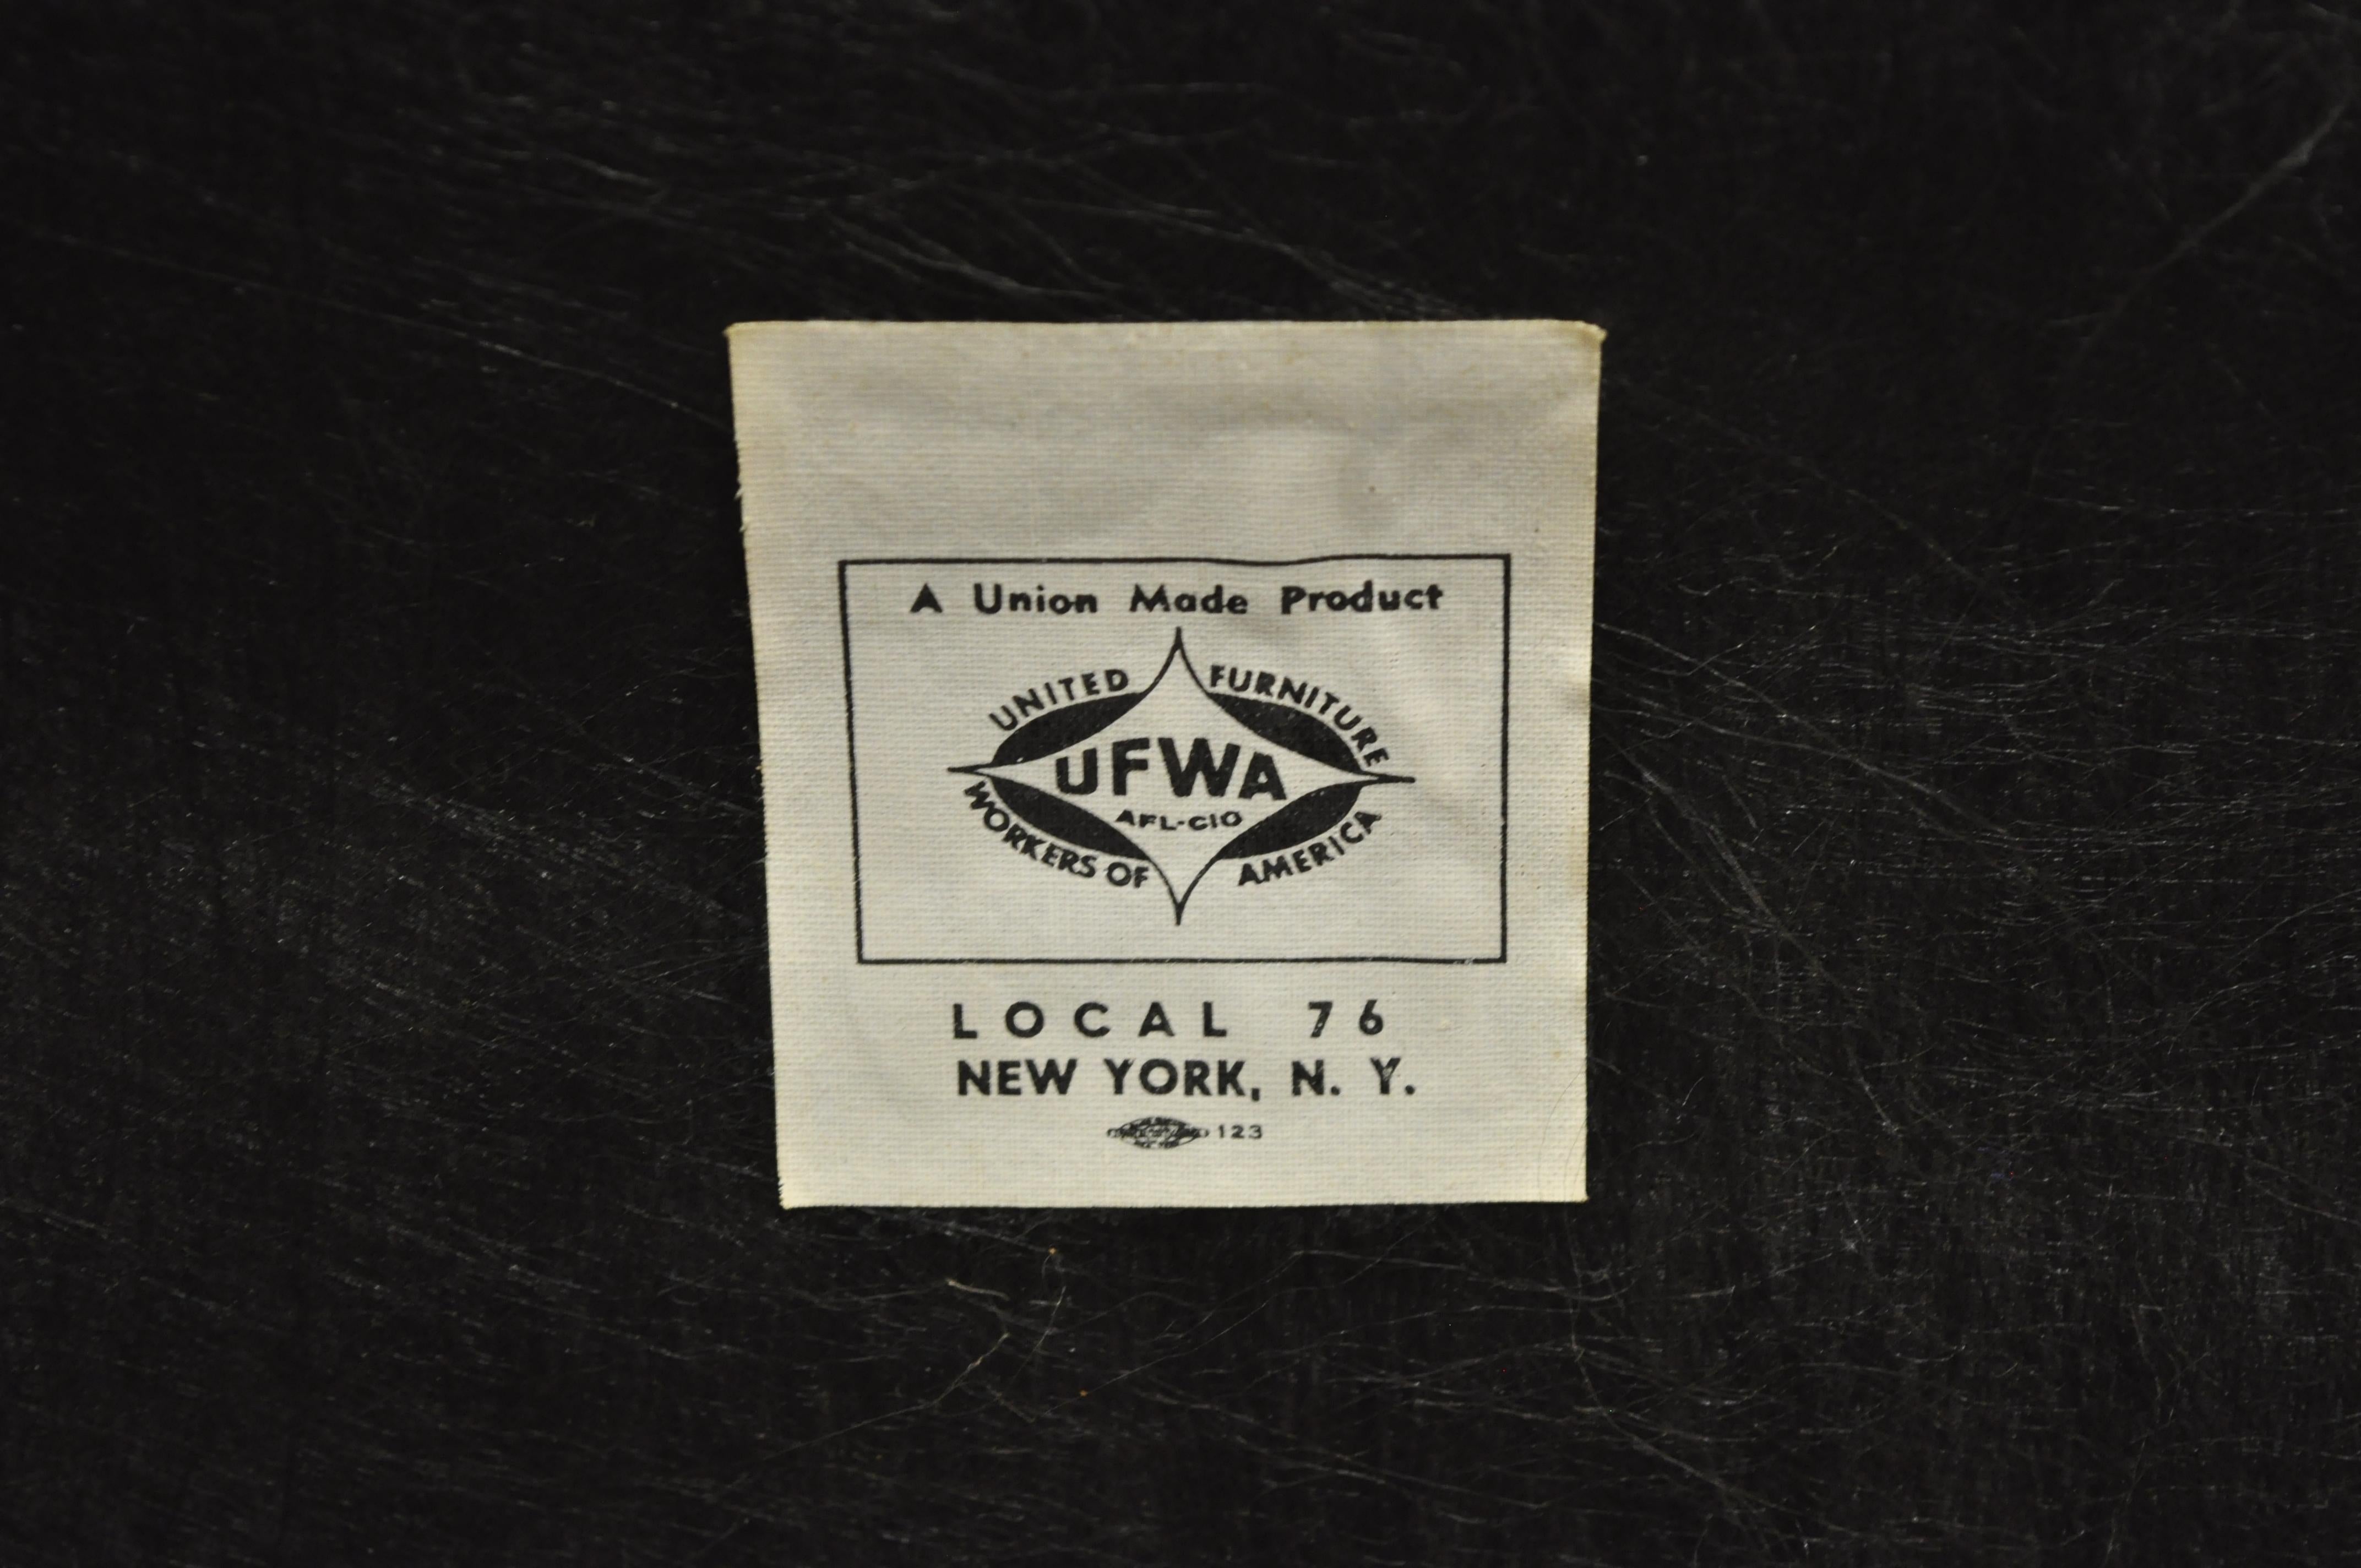 A Union Made Product
UNITED FURNITURE
UFWA
AFL-CIO
WORKERS OF AMERICA
LOCAL 76
NEW YORK, N. Y.
123